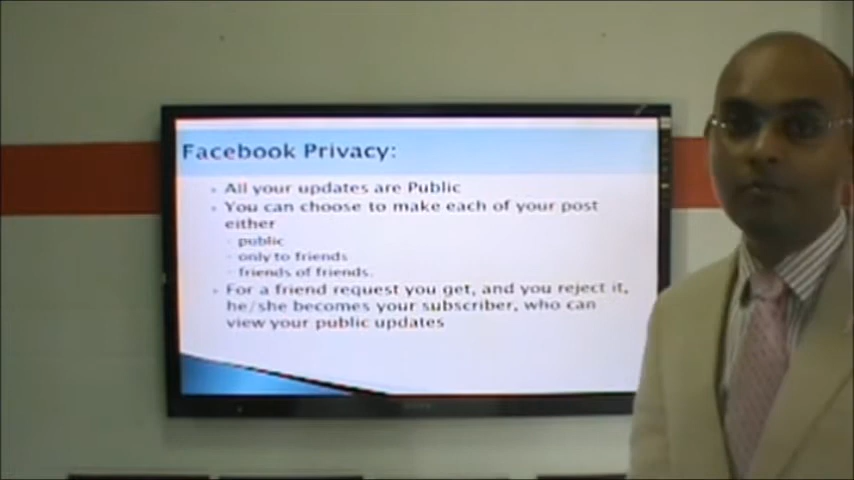 Facebook Privacy:
All your updates are Public
You can choose to make each of your post
either
public
only to friends
friends of friends.
For a friend request you get, and you reject it,
he/she becomes your subscriber, who can
view your public updates